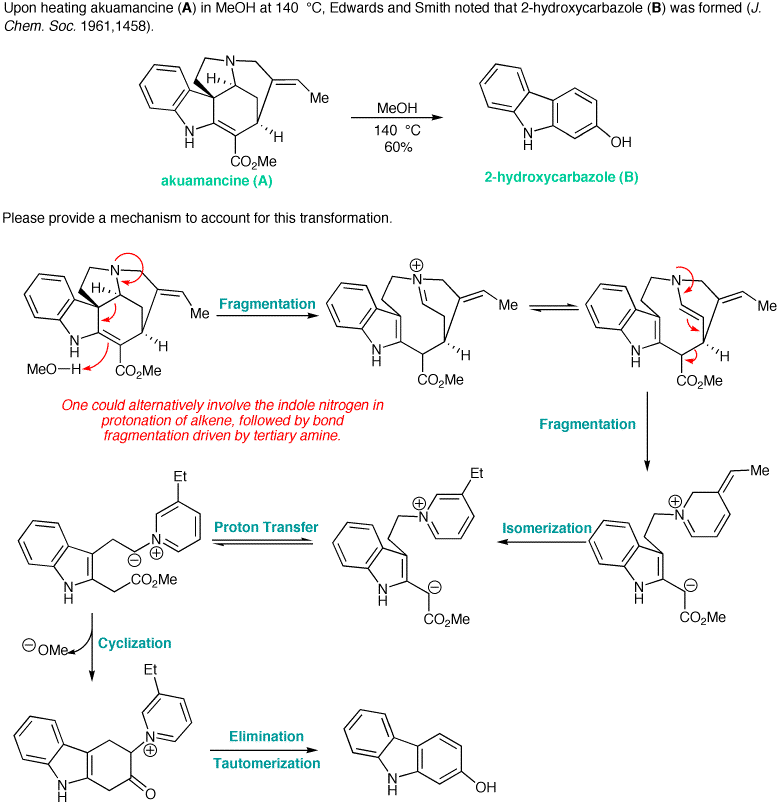 Upon heating akuamancine (A) in MeOH at 140 °C, Edwards and Smith noted that 2-hydroxycarbazole (B) was formed (J.
Chem. Soc. 1961,1458).
N
H
Me
N
H
H
CO2Me
akuamancine (A)
MeOH
140 °C
60%
N
H
OH
2-hydroxycarbazole (B)
Please provide a mechanism to account for this transformation.
N
H
Me
N
H
H
MeO—H
CO2Me
Fragmentation
N
⊕
Me
N
H
H
CO2Me
N
Me
N
H
H
CO2Me
One could alternatively involve the indole nitrogen in
protonation of alkene, followed by bond
fragmentation driven by tertiary amine.
Fragmentation
Et
N
⊕
⊖
CO2Me
N
H
Proton Transfer
Et
N
⊕
N
H
⊖
CO2Me
Isomerization
Me
N
⊕
N
H
⊖
CO2Me
⊖OMe
Cyclization
Et
N
⊕
N
H
O
Elimination
Tautomerization
N
H
OH